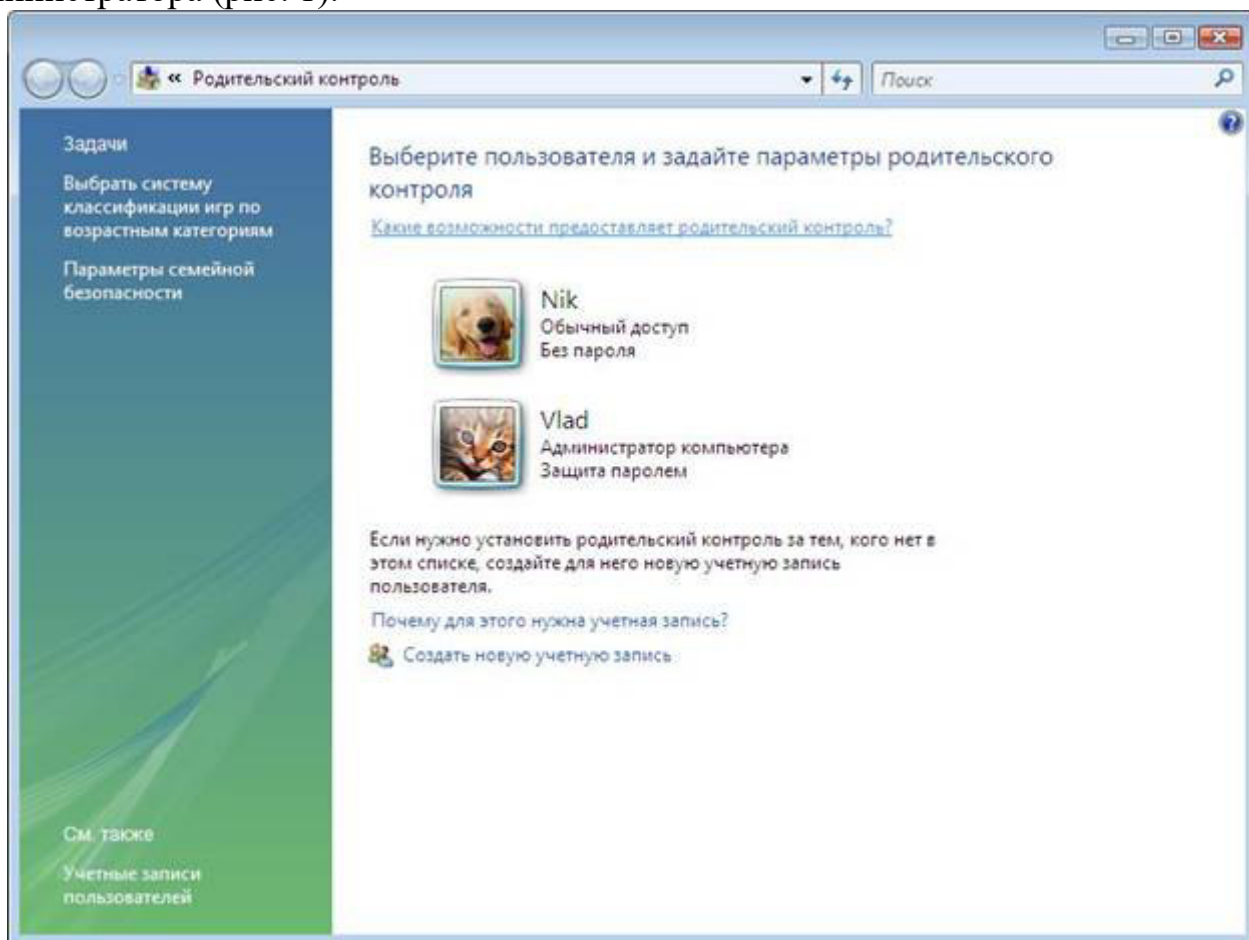 министратора (рис. 1).
« Родительский контроль
Поиск
Задачи
Выбрать систему
классификации игр по
возрастным категориям
Параметры семейной
безопасности
Выберите пользователя и задайте параметры родительского
контроля
Какие возможности предоставляет родительский контроль?
Nik
Обычный доступ
Без пароля
Vlad
Администратор компьютера
Защита паролем
Если нужно установить родительский контроль за тем, кого нет в
этом списке, создайте для него новую учетную запись
пользователя.
Почему для этого нужна учетная запись?
Создать новую учетную запись
См. также
Учетные записи
пользователей